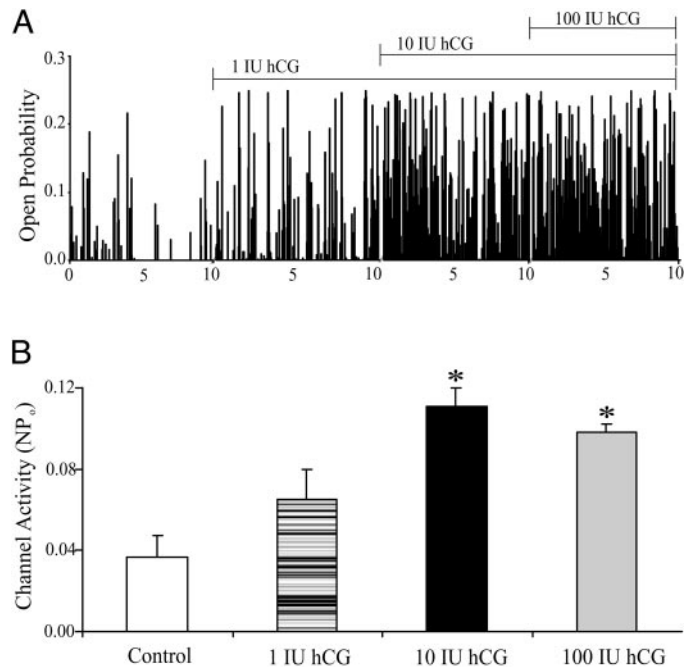 A
100 IU hCG
10 IU hCG
1 IU hCG
0.3
0.2
0.1
0.0
Open Probability
0 5 10 5 10 5 10 5 10
B
*
*
0.12
0.08
0.04
0.00
Channel Activity (NPₒ)
Control 1 IU hCG 10 IU hCG 100 IU hCG